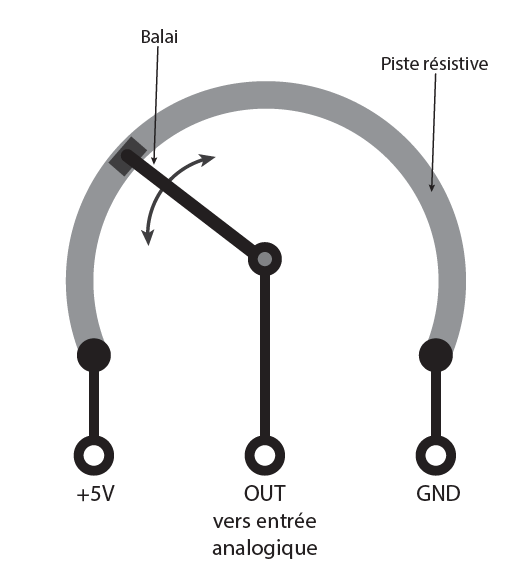 Balai
Piste résistive
+5V
OUT
vers entrée
analogique
GND